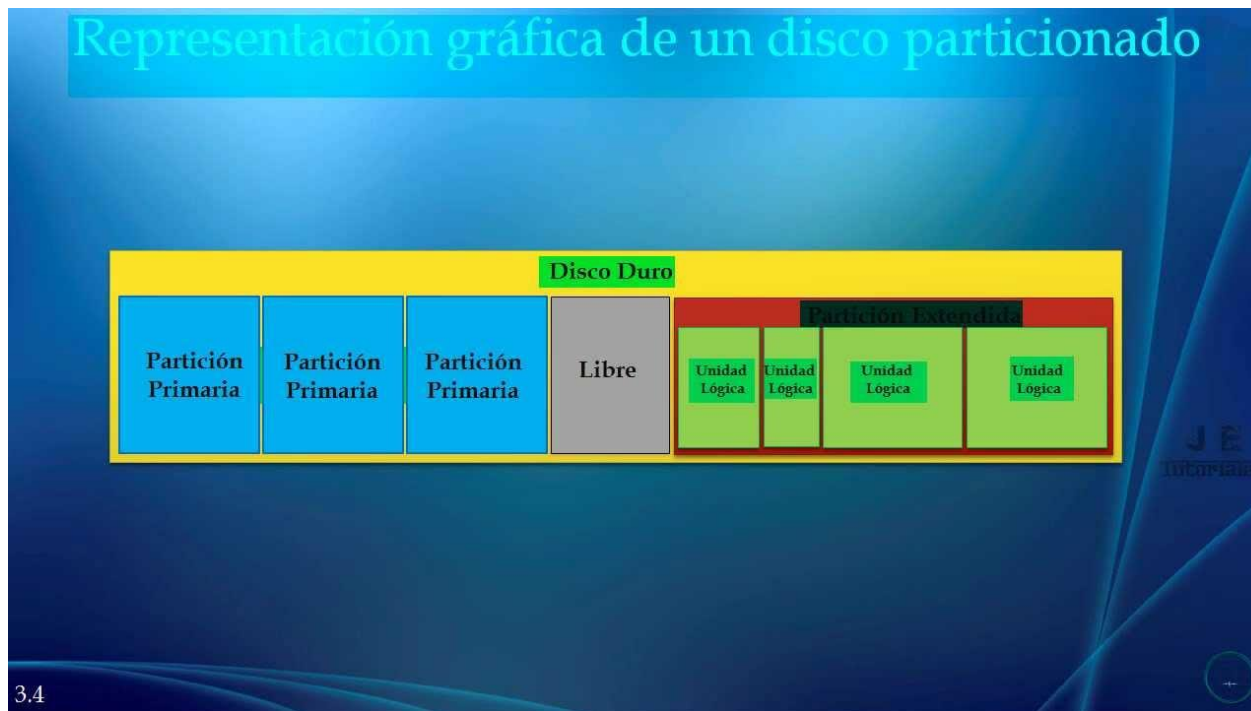 Representación gráfica de un disco particionado
Disco Duro
Partición
Primaria
Partición
Primaria
Partición
Primaria
Libre
Partición Extendida
Unidad
Lógica
Unidad
Lógica
Unidad
Lógica
Unidad
Lógica
J E
Tutorials
3.4